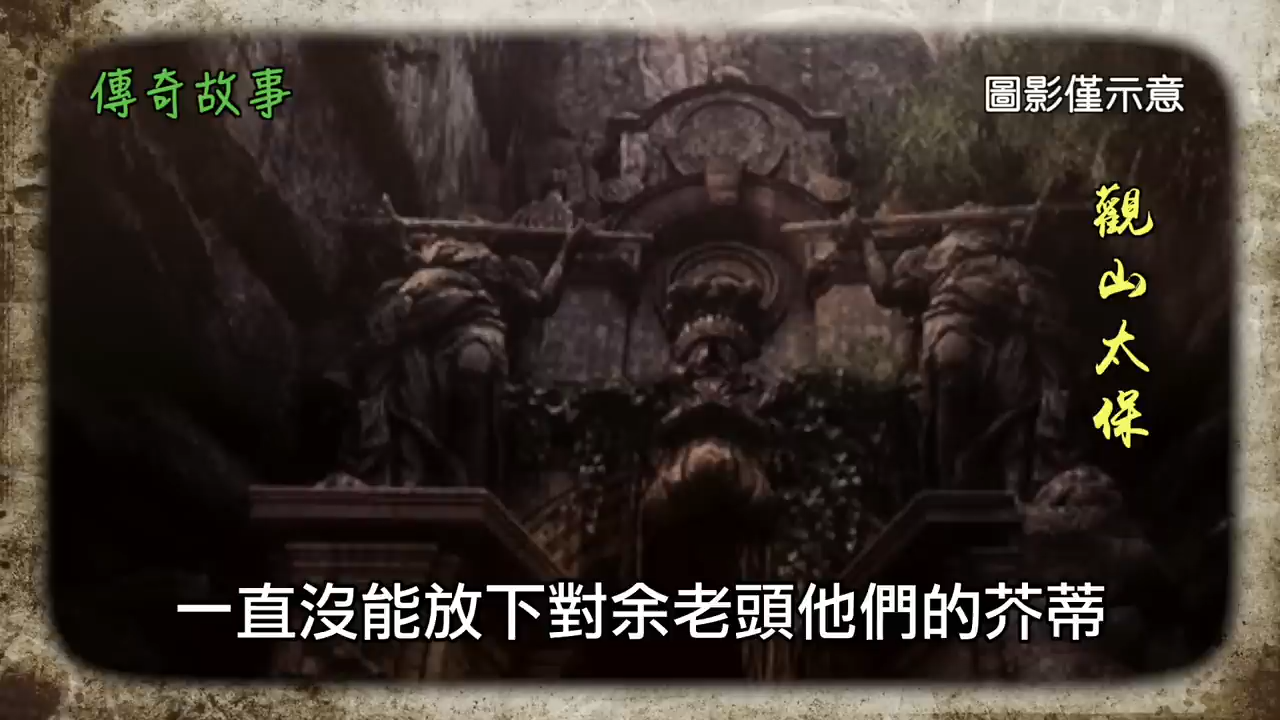 傳奇故事
圖影僅示意
觀山太保
一直沒能放下對余老頭他們的芥蒂